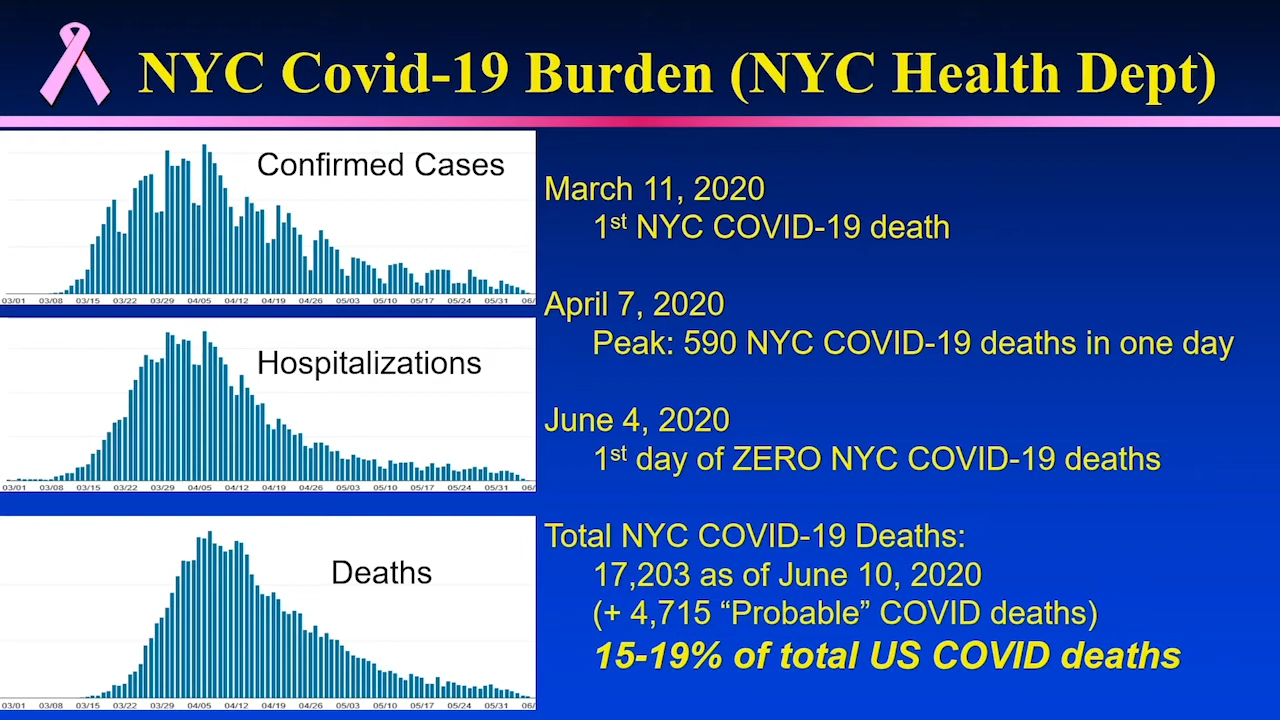 NYC Covid-19 Burden (NYC Health Dept)
Confirmed Cases
03/01 03/08 03/15 03/22 03/29 04/05 04/12 04/19 04/26 05/03 05/10 05/17 05/24 05/31 06/
Hospitalizations
03/01 03/08 03/15 03/22 03/29 04/05 04/12 04/19 04/26 05/03 05/10 05/17 05/24 05/31 06/
Deaths
03/01 03/08 03/15 03/22 03/29 04/05 04/12 04/19 04/26 05/03 05/10 05/17 05/24 05/31 06/
March 11, 2020
1st NYC COVID-19 death
April 7, 2020
Peak: 590 NYC COVID-19 deaths in one day
June 4, 2020
1st day of ZERO NYC COVID-19 deaths
Total NYC COVID-19 Deaths:
17,203 as of June 10, 2020
(+ 4,715 “Probable” COVID deaths)
15-19% of total US COVID deaths